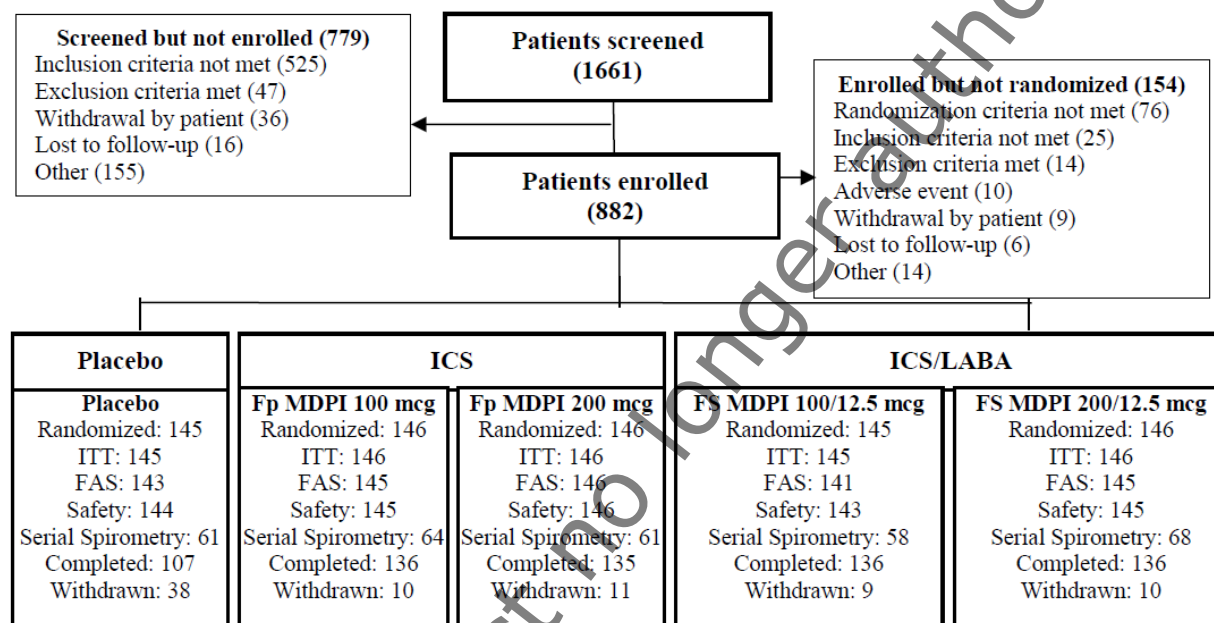 Patients screened
(1661)
Screened but not enrolled (779)
Inclusion criteria not met (525)
Exclusion criteria met (47)
Withdrawal by patient (36)
Lost to follow-up (16)
Other (155)
Enrolled but not randomized (154)
Randomization criteria not met (76)
Inclusion criteria not met (25)
Exclusion criteria met (14)
Adverse event (10)
Withdrawal by patient (9)
Lost to follow-up (6)
Other (14)
Patients enrolled
(882)
Placebo
Placebo
Randomized: 145
ITT: 145
FAS: 143
Safety: 144
Serial Spirometry: 61
Completed: 107
Withdrawn: 38
ICS
Fp MDPI 100 mcg
Randomized: 146
ITT: 146
FAS: 145
Safety: 145
Serial Spirometry: 64
Completed: 136
Withdrawn: 10
Fp MDPI 200 mcg
Randomized: 146
ITT: 146
FAS: 146
Safety: 146
Serial Spirometry: 61
Completed: 135
Withdrawn: 11
ICS/LABA
FS MDPI 100/12.5 mcg
Randomized: 145
ITT: 145
FAS: 141
Safety: 143
Serial Spirometry: 58
Completed: 136
Withdrawn: 9
FS MDPI 200/12.5 mcg
Randomized: 146
ITT: 146
FAS: 145
Safety: 145
Serial Spirometry: 68
Completed: 136
Withdrawn: 10
no longer